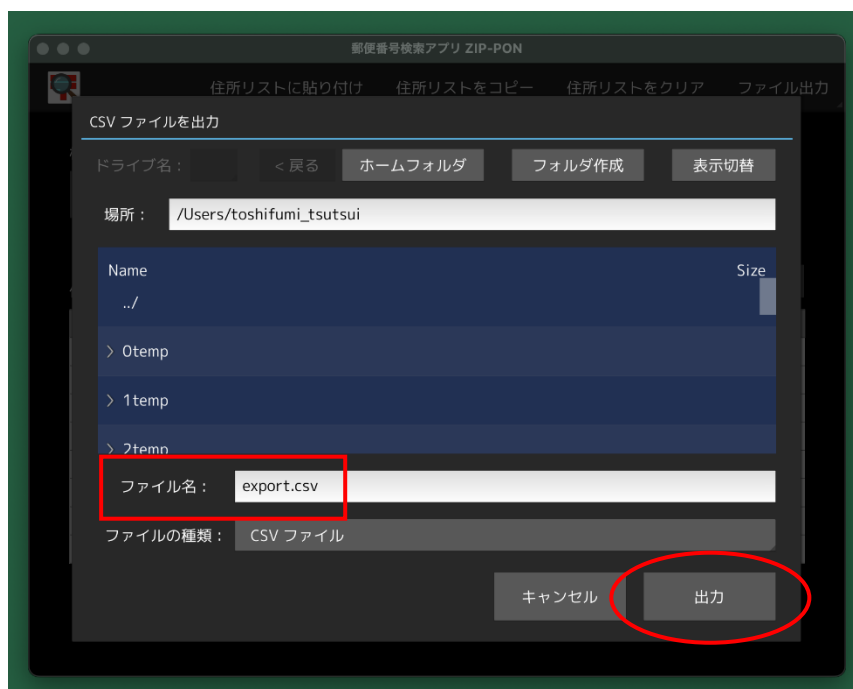 郵便番号検索アプリ ZIP-PON
住所リストに貼り付け 住所リストをコピー 住所リストをクリア ファイル出力
CSV ファイルを出力
ドライブ名： < 戻る ホームフォルダ フォルダ作成 表示切替
場所： /Users/toshifumi_tsutsui
Name Size
../
> 0temp
> 1temp
> 2temp
ファイル名： export.csv
ファイルの種類： CSV ファイル
キャンセル 出力